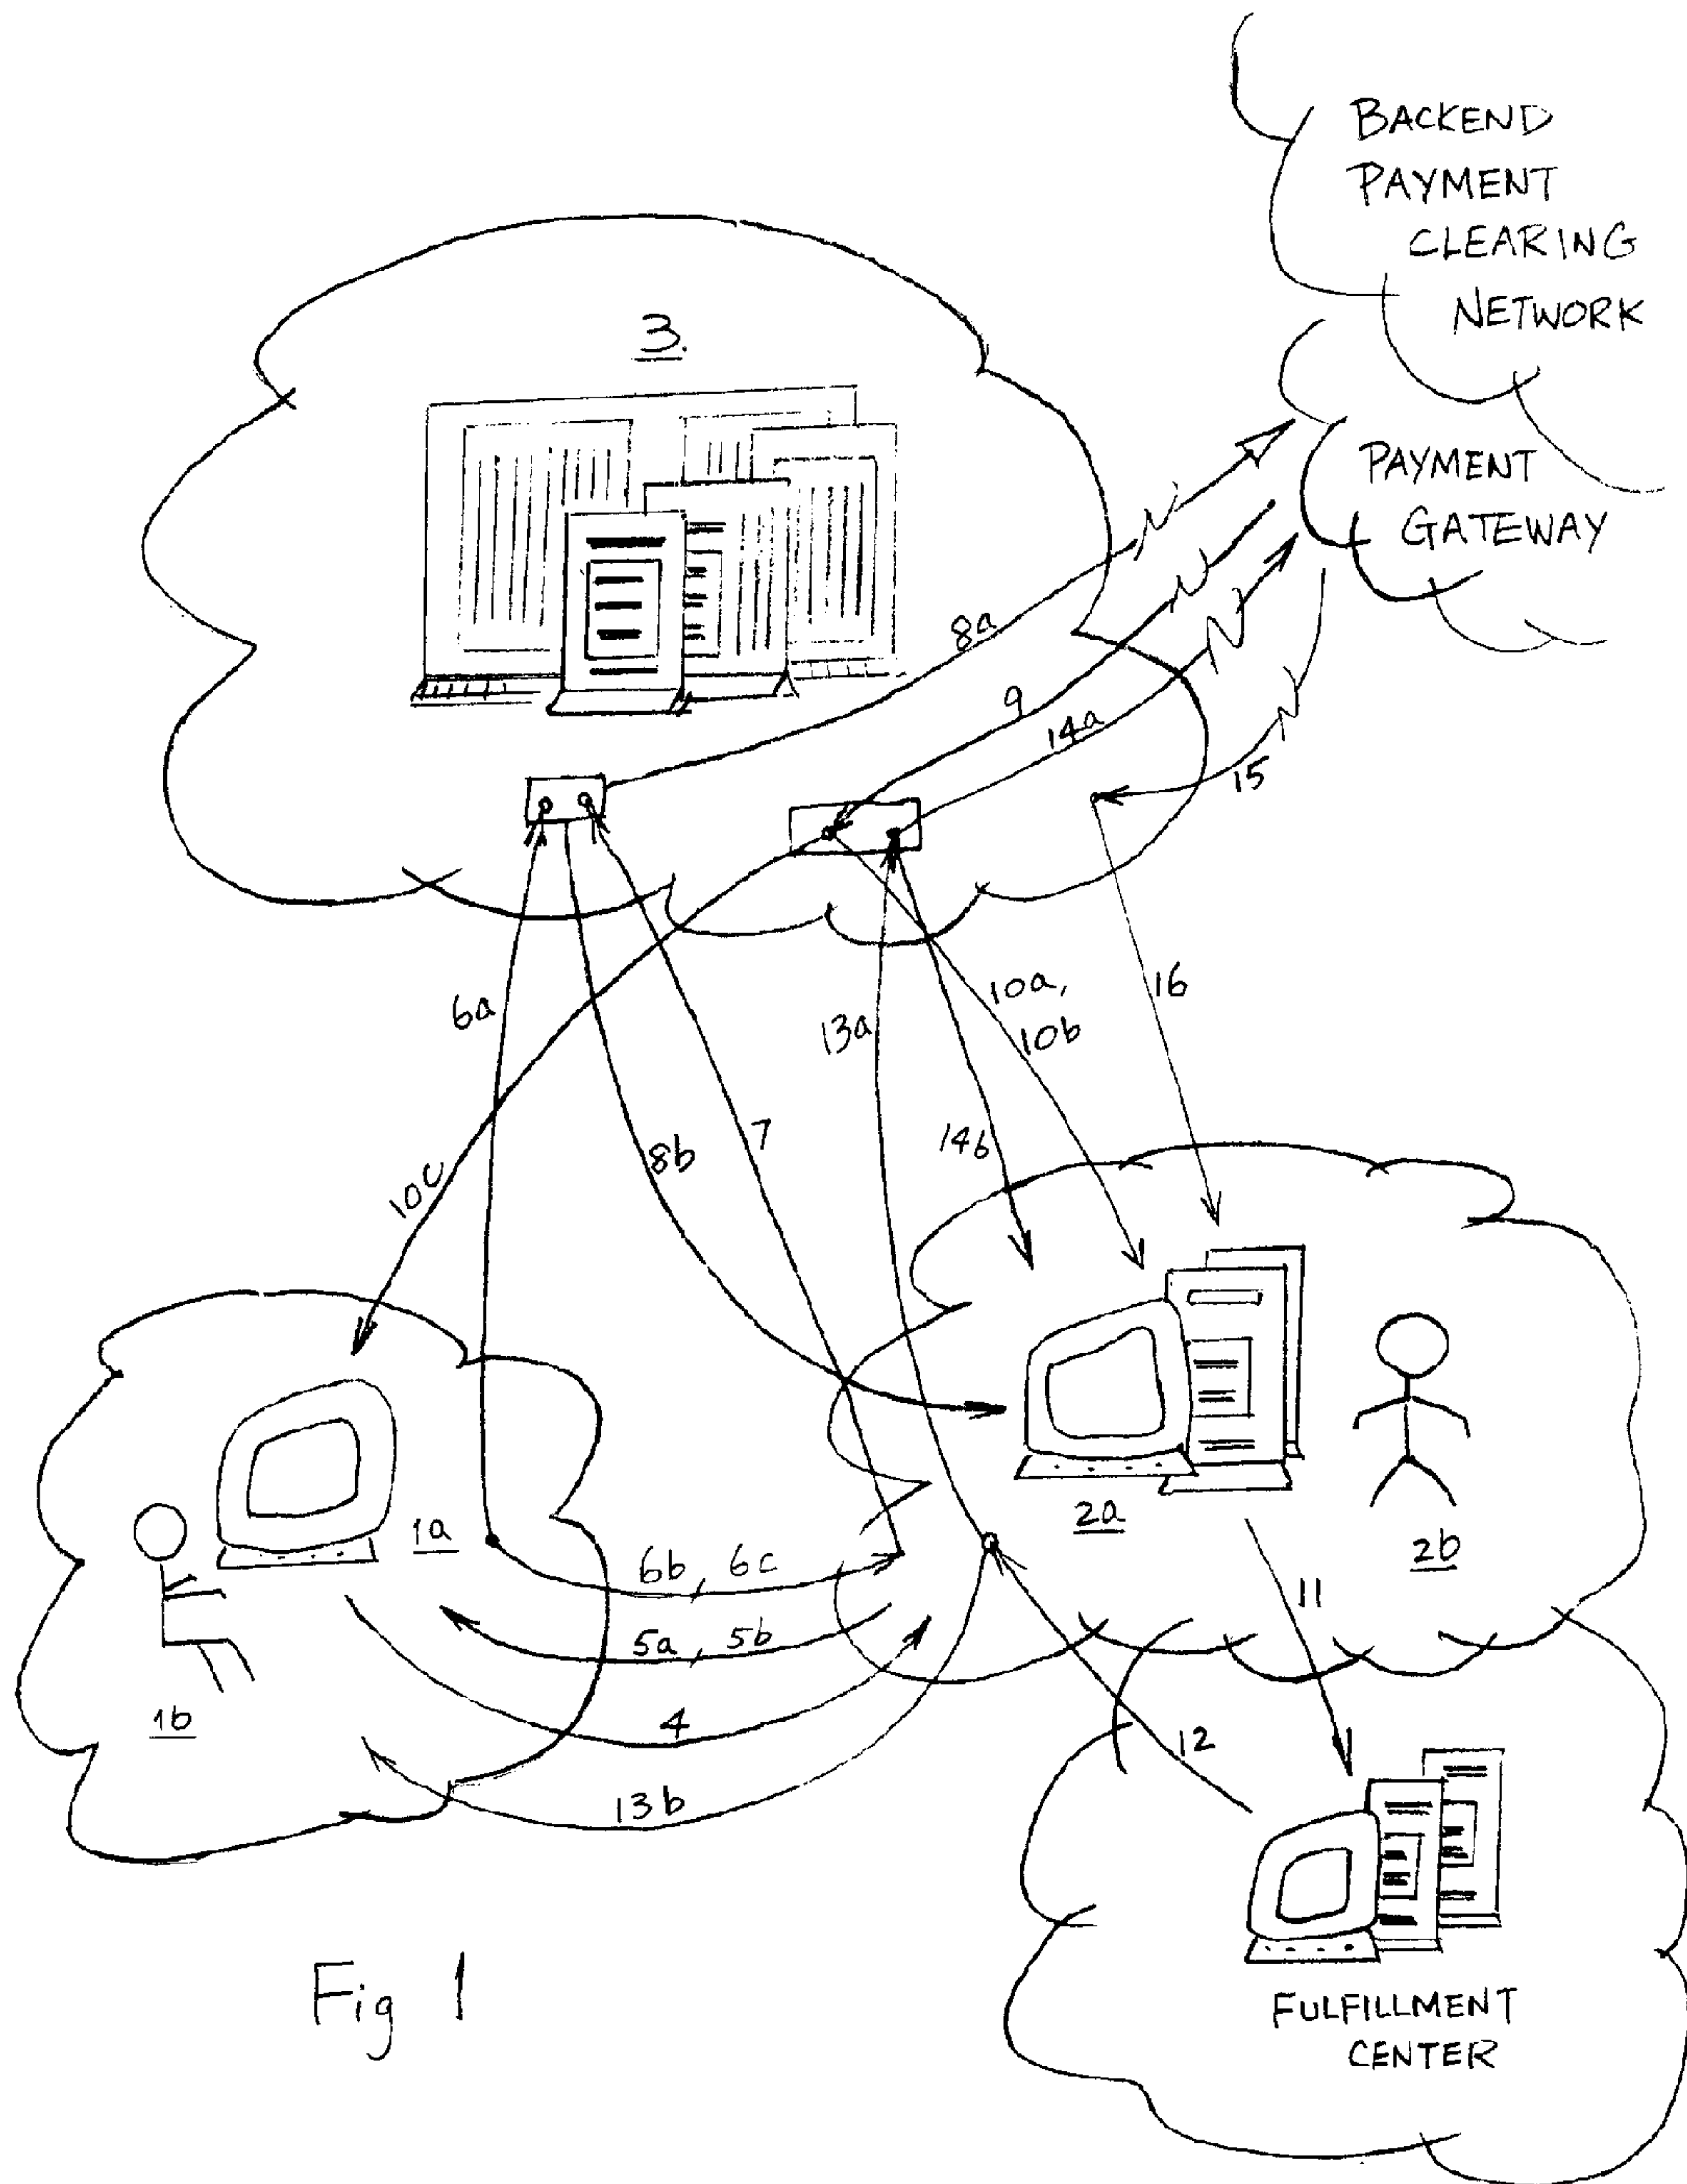 BACKEND
PAYMENT
CLEARING
NETWORK
3.
PAYMENT
GATEWAY
8a
9
14a
15
6a
10a,
10b
16
13a
7
8b
14b
10c
1a
2a
2b
6b, 6c
11
5a, 5b
1b
4
12
13b
Fig 1
FULFILLMENT
CENTER